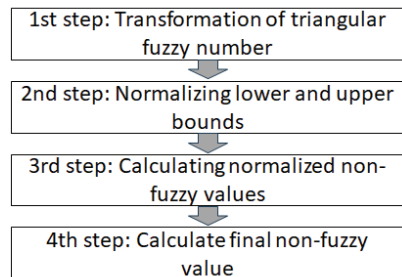 1st step: Transformation of triangular
fuzzy number
2nd step: Normalizing lower and upper
bounds
3rd step: Calculating normalized non-
fuzzy values
4th step: Calculate final non-fuzzy
value